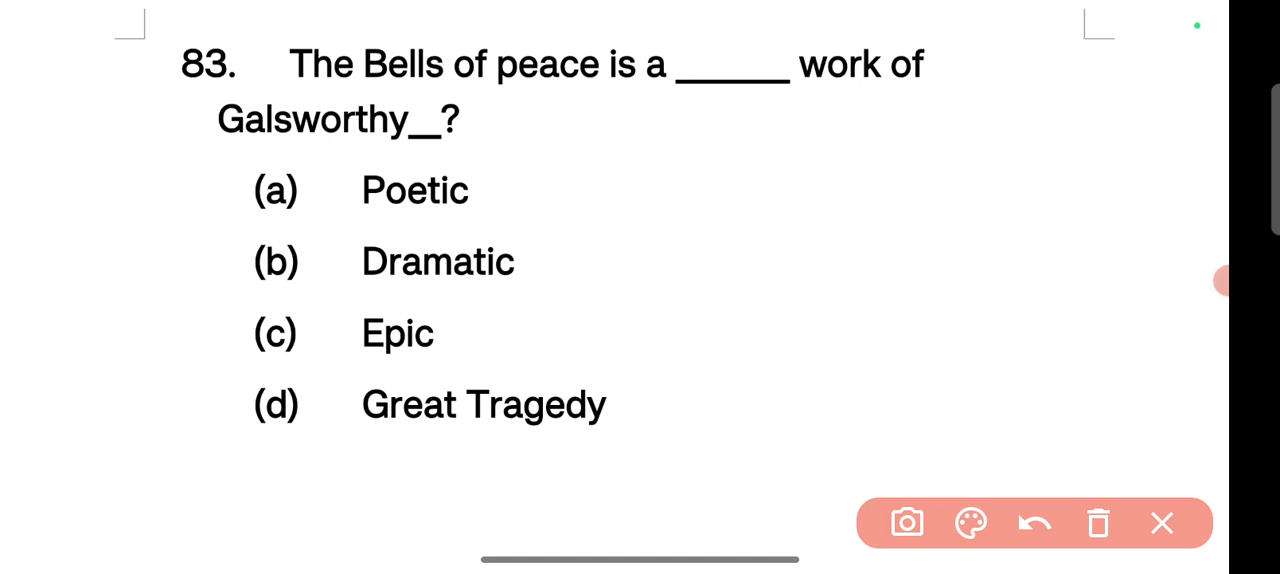 83. The Bells of peace is a ______ work of
Galsworthy__?
(a) Poetic
(b) Dramatic
(c) Epic
(d) Great Tragedy